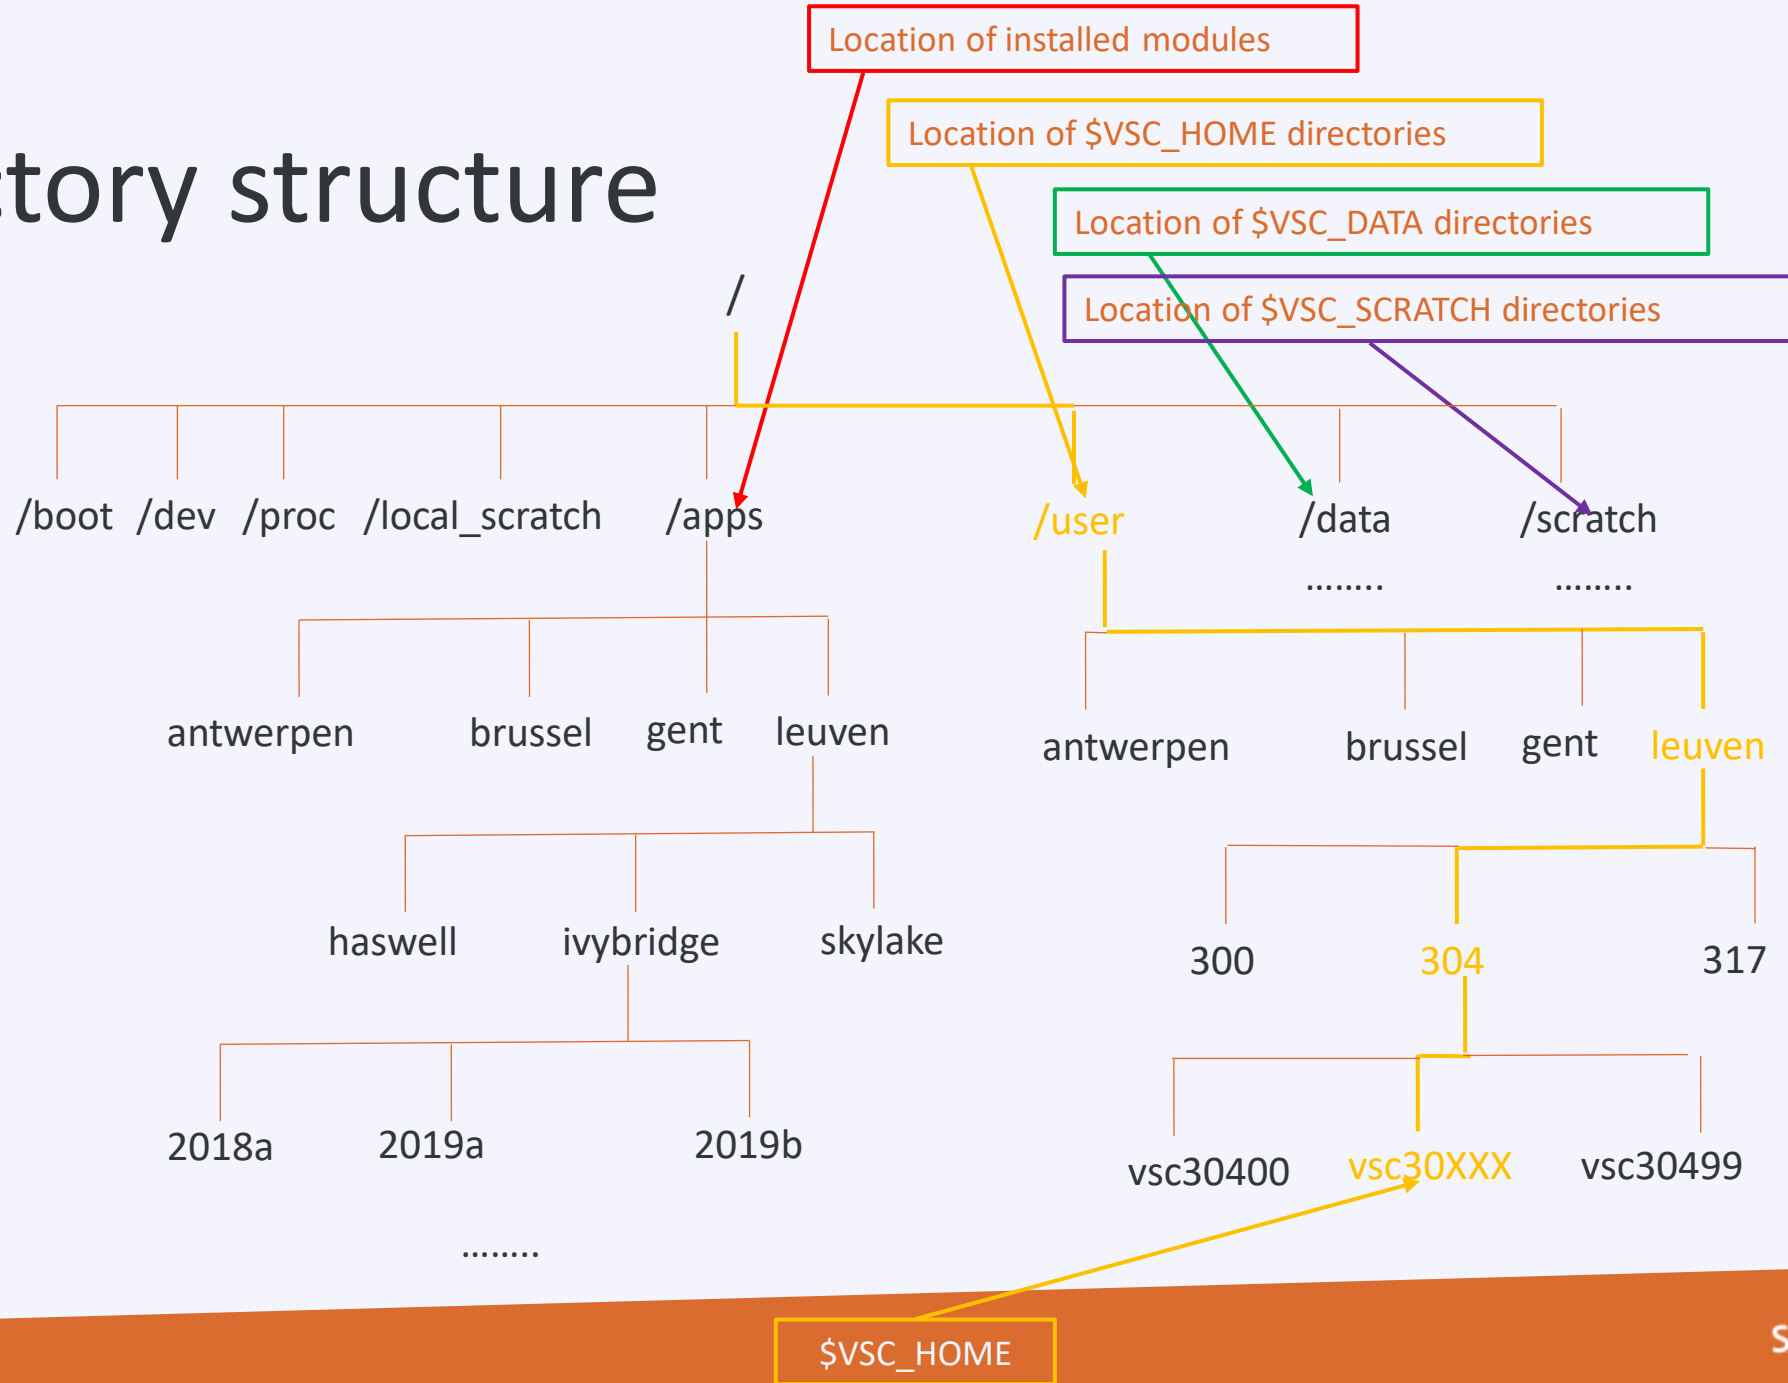 Location of installed modules
Location of $VSC_HOME directories
ctory structure
Location of $VSC_DATA directories
/
Location of $VSC_SCRATCH directories
/boot /dev /proc /local_scratch /apps /user /data /scratch
........ ........
antwerpen brussel gent leuven antwerpen brussel gent leuven
haswell ivybridge skylake 300 304 317
2018a 2019a 2019b vsc30400 vsc30XXX vsc30499
........
$VSC_HOME
S